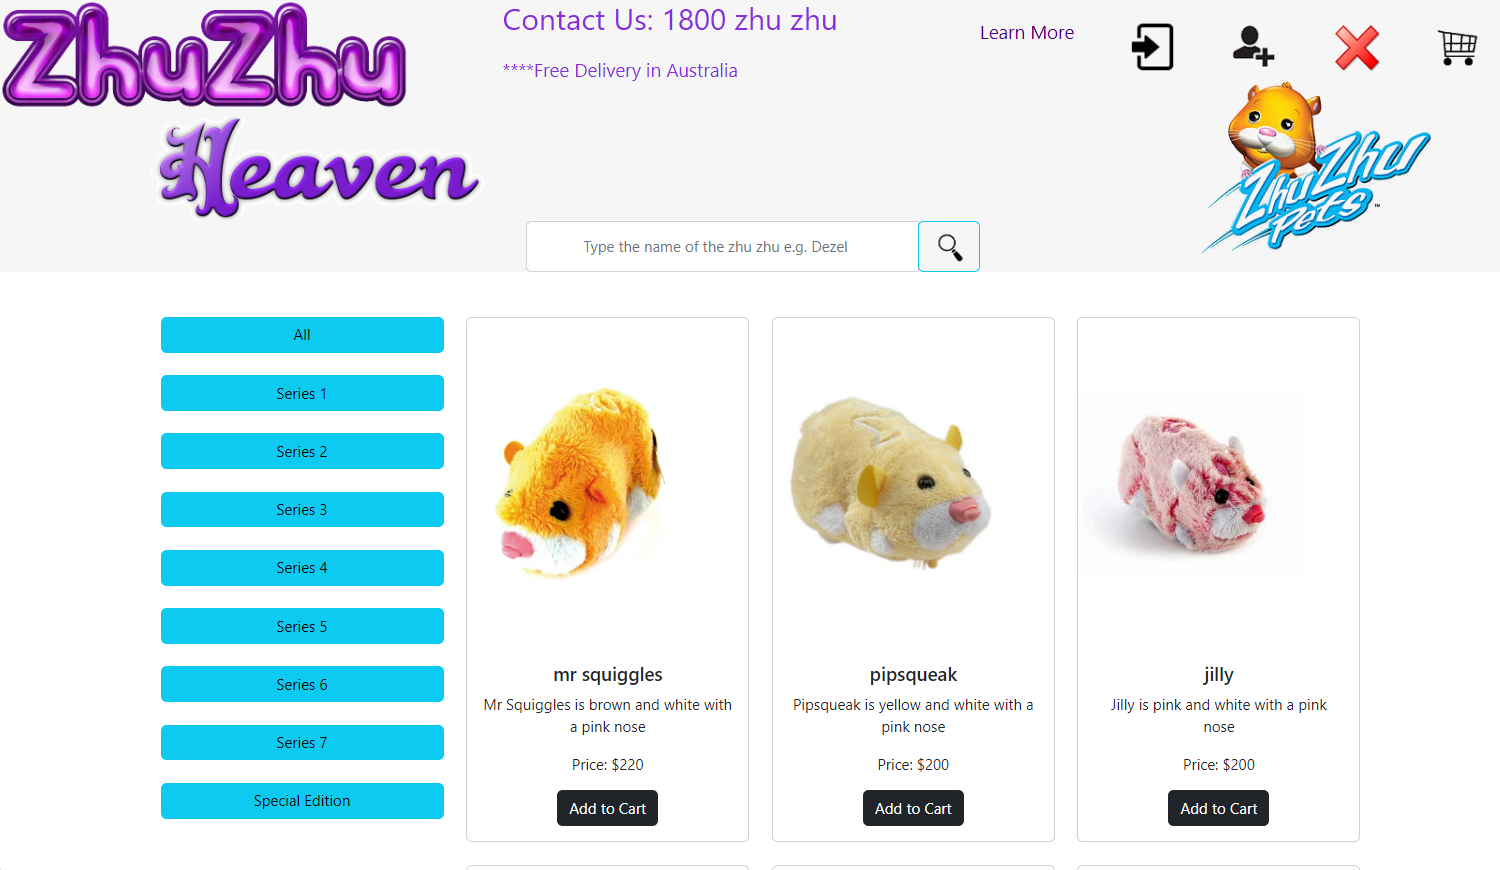 ZhuZhu
Heaven
Contact Us: 1800 zhu zhu
****Free Delivery in Australia
Learn More
ZhuZhu
Pets™
Type the name of the zhu zhu e.g. Dezel
All
Series 1
Series 2
Series 3
Series 4
Series 5
Series 6
Series 7
Special Edition
mr squiggles
Mr Squiggles is brown and white with
a pink nose
Price: $220
Add to Cart
pipsqueak
Pipsqueak is yellow and white with a
pink nose
Price: $200
Add to Cart
jilly
Jilly is pink and white with a pink
nose
Price: $200
Add to Cart